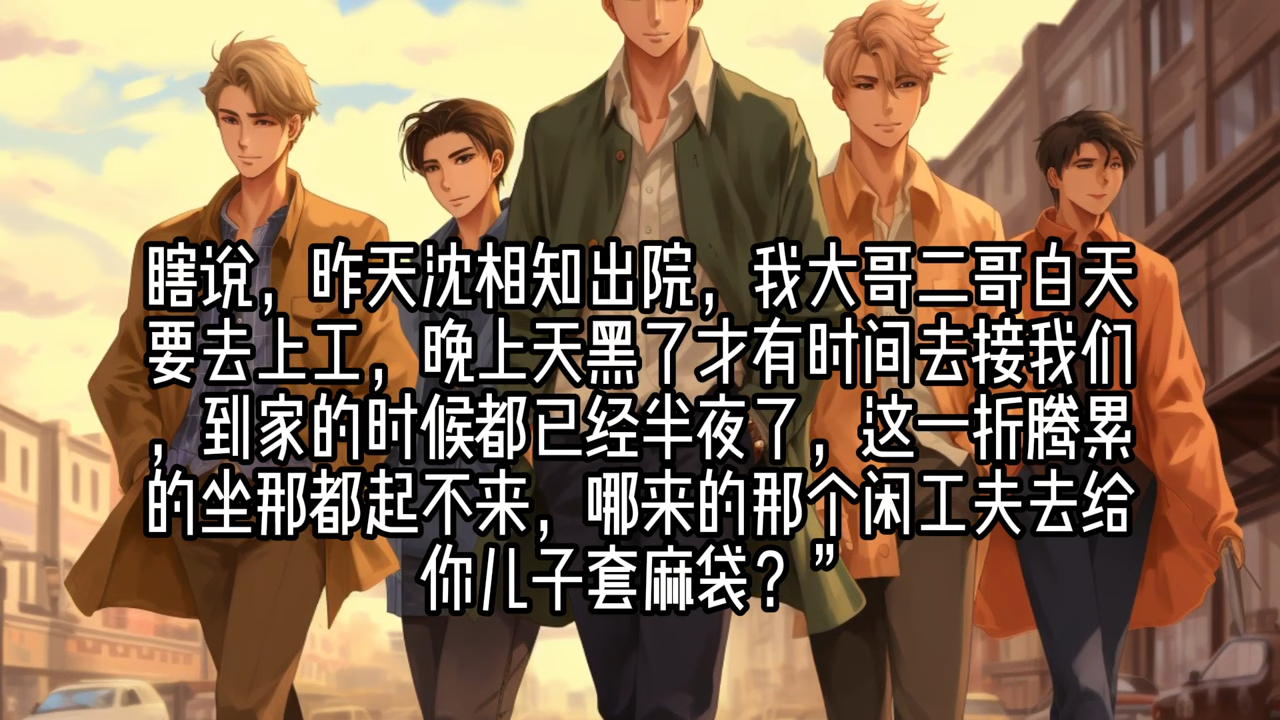 瞎说，昨天沈相知出院，我大哥二哥白天
要去上工，晚上天黑了才有时间去接我们
，到家的时候都已经半夜了，这一折腾累
的坐那都起不来，哪来的那个闲工夫去给
你儿子套麻袋？”